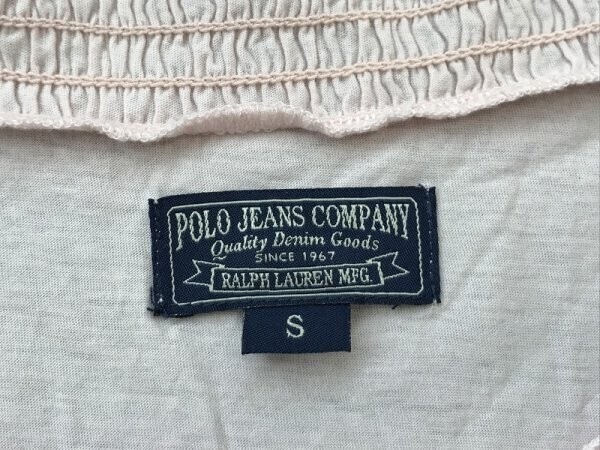 POLO JEANS COMPANY
Quality Denim Goods
SINCE 1967
RALPH LAUREN MFG.
S